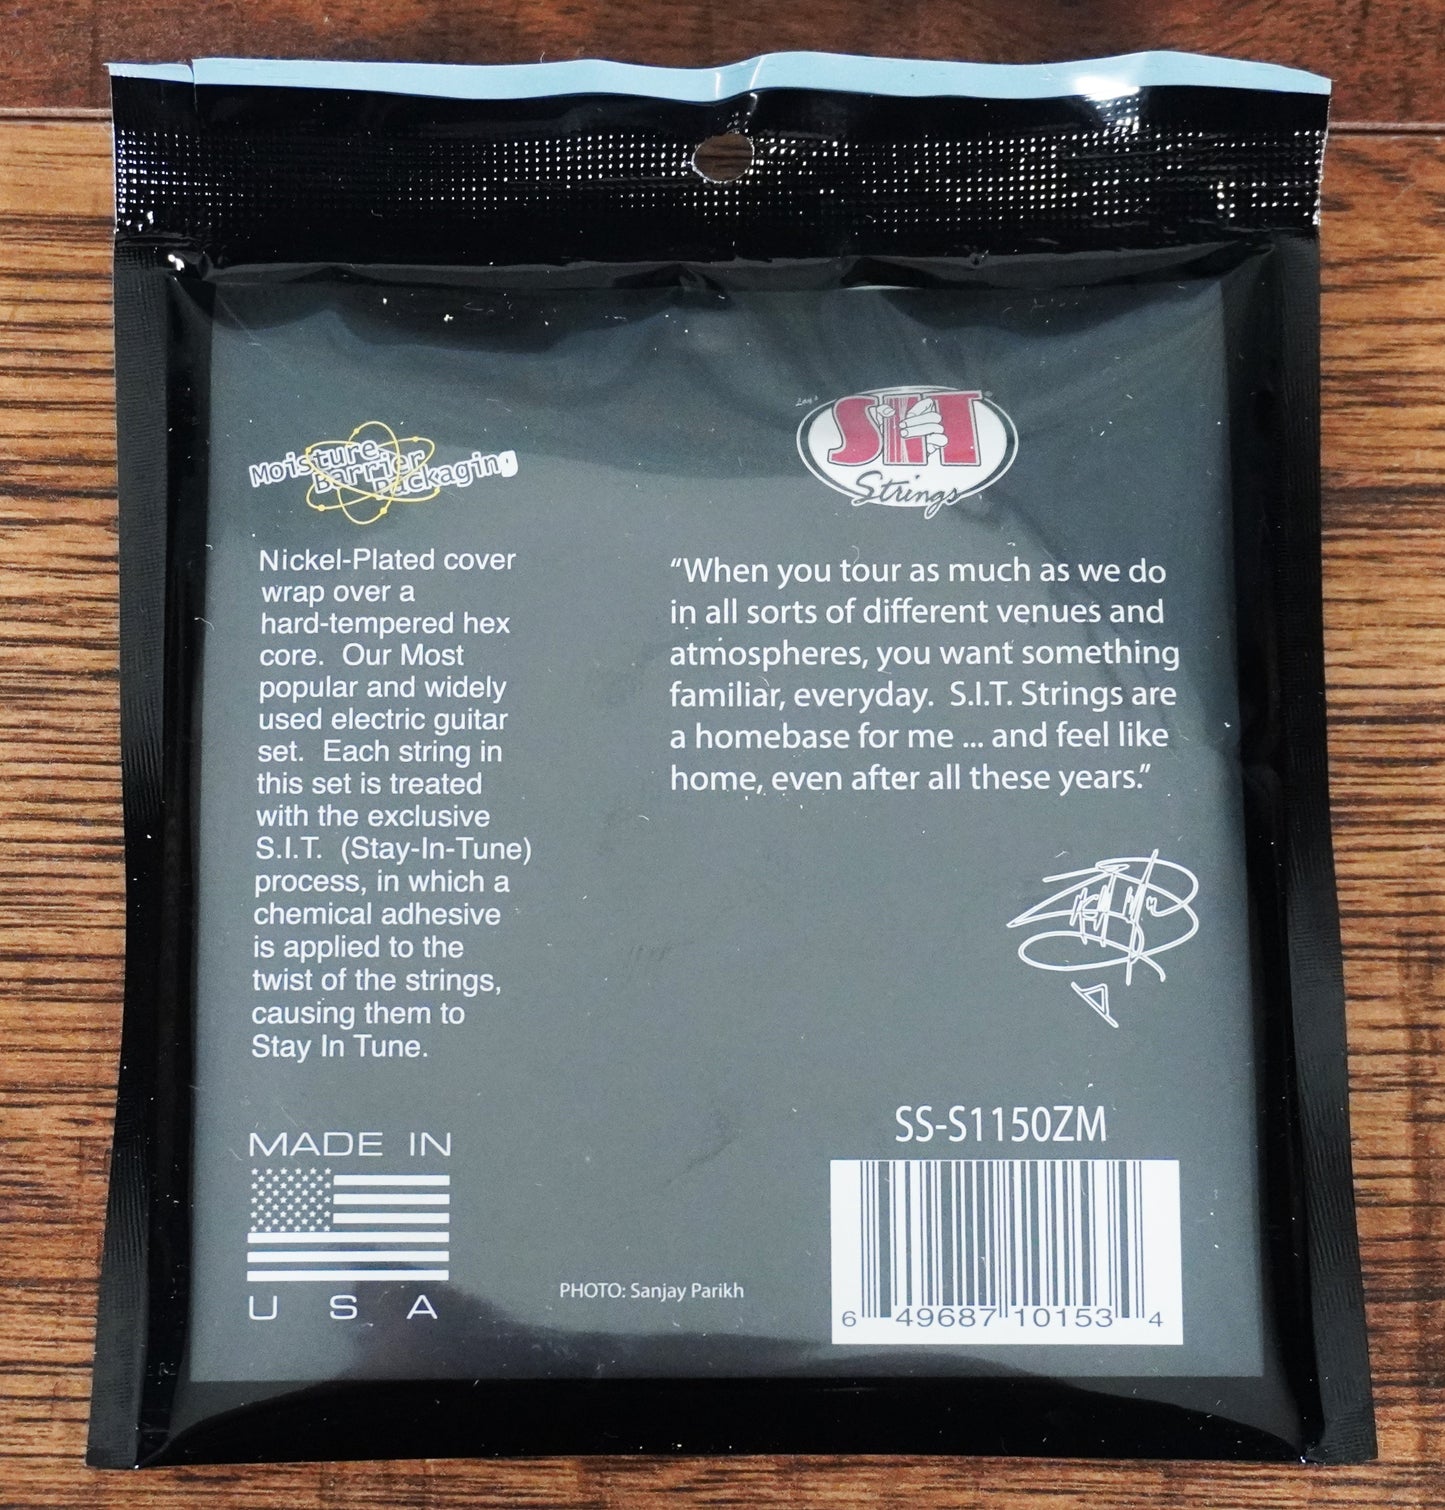 Moisture
Barrier
Packaging
Nickel-Plated cover
wrap over a
hard-tempered hex
core.  Our Most
popular and widely
used electric guitar
set.  Each string in
this set is treated
with the exclusive
S.I.T.  (Stay-In-Tune)
process, in which a
chemical adhesive
is applied to the
twist of the strings,
causing them to
Stay In Tune.
MADE IN
USA
SIT
Strings
“When you tour as much as we do
in all sorts of different venues and
atmospheres, you want something
familiar, everyday.  S.I.T. Strings are
a homebase for me ... and feel like
home, even after all these years.”
PHOTO: Sanjay Parikh
SS-S1150ZM
6 49687 10153 4